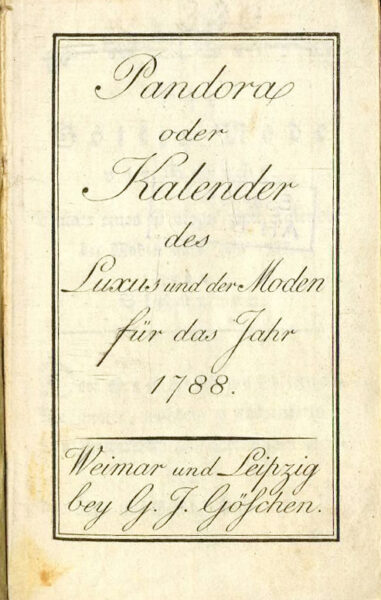 Pandora
oder
Kalender
des
Luxus und der Moden
für das Jahr
1788.
Weimar und Leipzig
bey G. J. Göſchen.